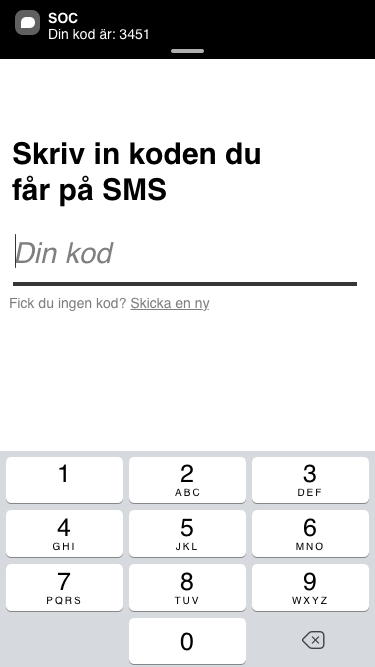 SOC
Din kod är: 3451
Skriv in koden du
får på SMS
Din kod
Fick du ingen kod? Skicka en ny
1 2 3
ABC DEF
4 5 6
GHI JKL MNO
7 8 9
PQRS TUV WXYZ
0